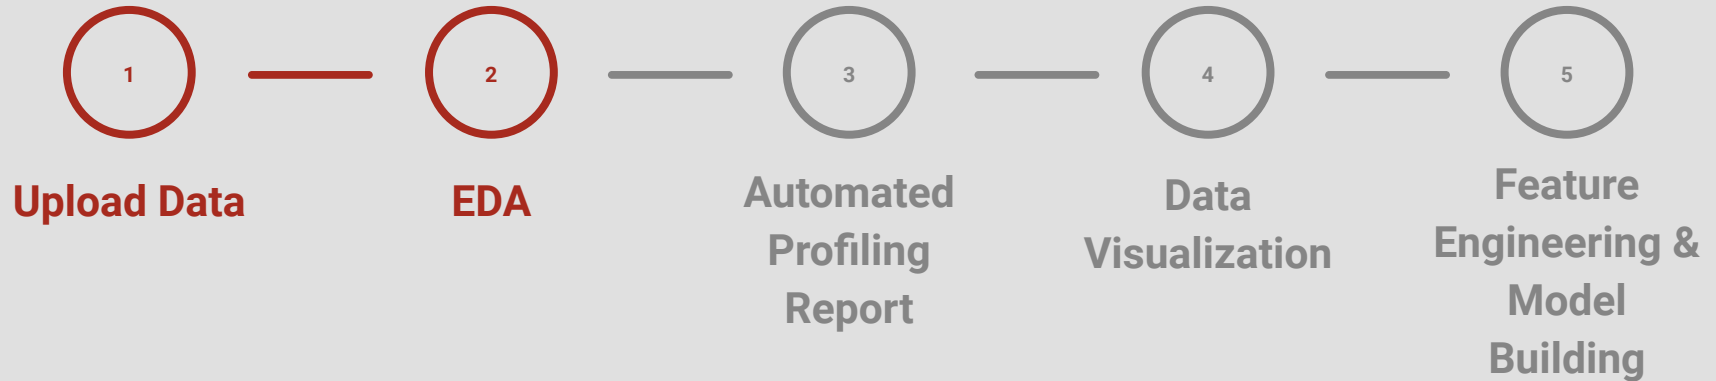 1
2
3
4
5
Upload Data
EDA
Automated
Profiling
Report
Data
Visualization
Feature
Engineering &
Model
Building